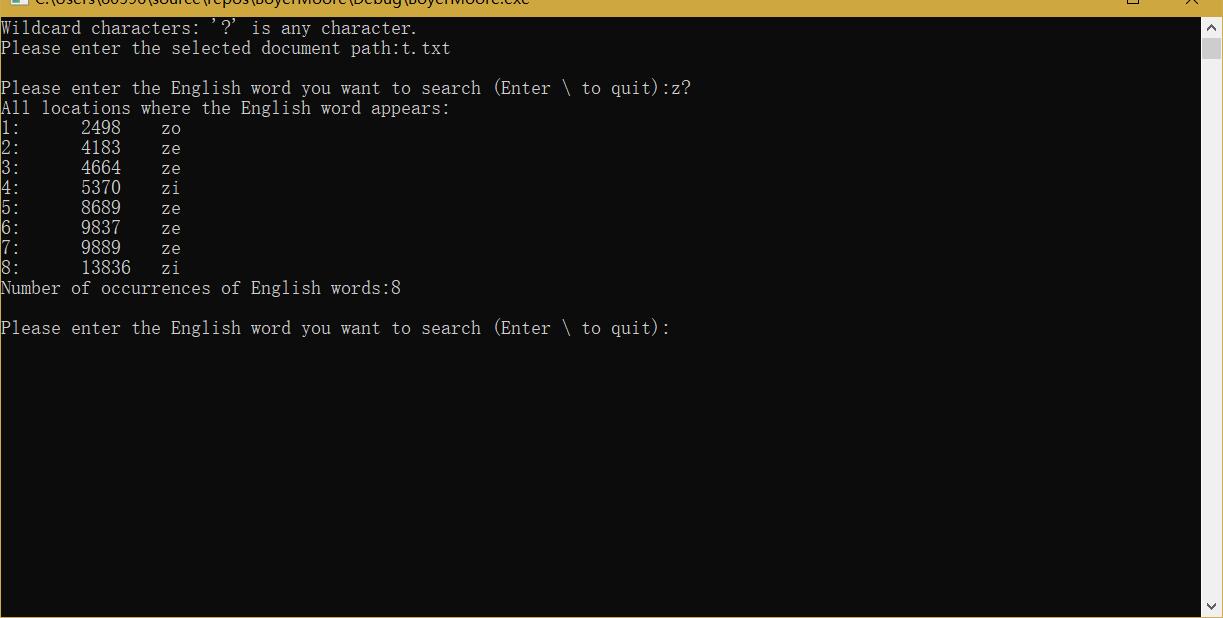 Wildcard characters: '?' is any character.
Please enter the selected document path:t.txt
Please enter the English word you want to search (Enter \ to quit):z?
All locations where the English word appears:
1: 2498 zo
2: 4183 ze
3: 4664 ze
4: 5370 zi
5: 8689 ze
6: 9837 ze
7: 9889 ze
8: 13836 zi
Number of occurrences of English words:8
Please enter the English word you want to search (Enter \ to quit):